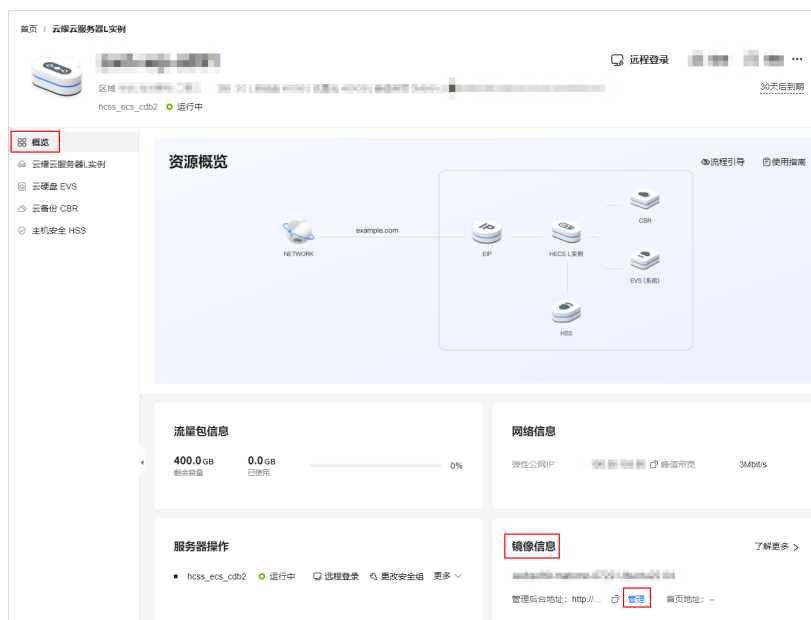 首页 / 云耀云服务器L实例
远程登录
区域
30天后到期
hcss_ecs_cdb2 运行中
概览
云耀云服务器L实例
云硬盘 EVS
云备份 CBR
主机安全 HSS
资源概览
流程引导 使用指南
CBR
example.com
NETWORK EIP HECS L实例
EVS (系统)
HSS
流量包信息
400.0 GB 0.0 GB
剩余容量 已使用
0%
网络信息
弹性公网IP 峰值带宽 3Mbit/s
服务器操作
hcss_ecs_cdb2 运行中 远程登录 更改安全组 更多
镜像信息 了解更多
管理后台地址: http://... 管理 首页地址: --